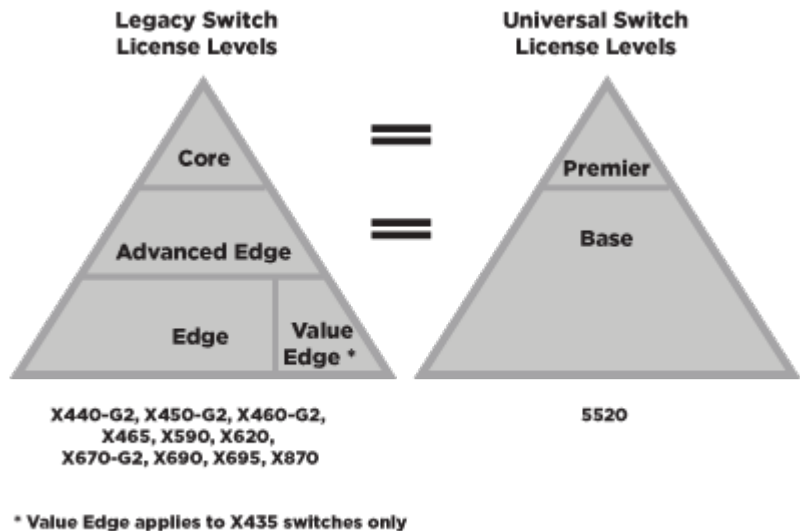 Legacy Switch
License Levels
Core
Advanced Edge
Edge
Value
Edge *
X440-G2, X450-G2, X460-G2,
X465, X590, X620,
X670-G2, X690, X695, X870
Universal Switch
License Levels
Premier
Base
5520
* Value Edge applies to X435 switches only